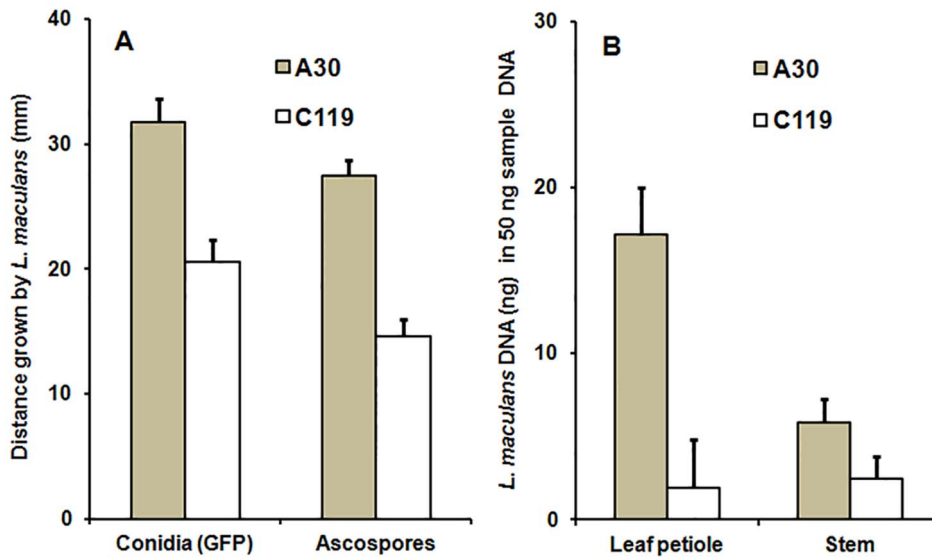 A
A30
C119
Distance grown by L. maculans (mm)
40
30
20
10
0
Conidia (GFP)
Ascospores
B
A30
C119
L. maculans DNA (ng) in 50 ng sample DNA
30
20
10
0
Leaf petiole
Stem